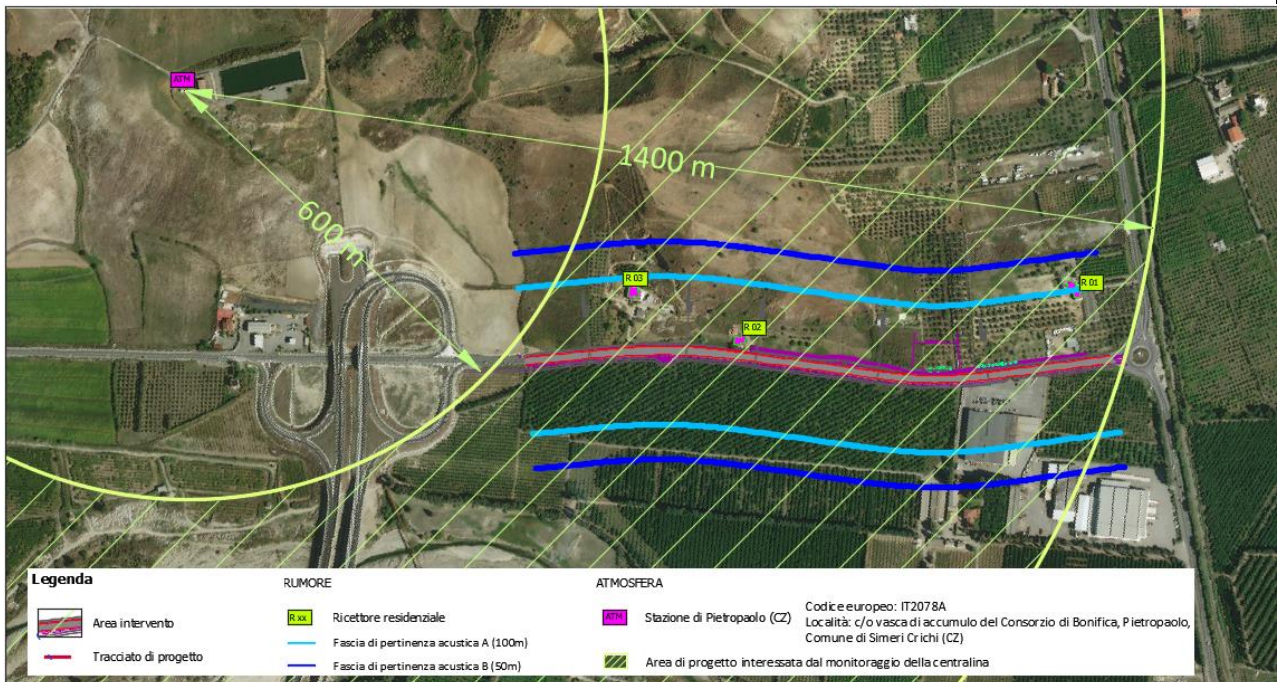 ATM
1400 m
600 m
R 03
R 01
R 02
Legenda
Area intervento
Tracciato di progetto
RUMORE
R xx
Ricettore residenziale
Fascia di pertinenza acustica A (100m)
Fascia di pertinenza acustica B (50m)
ATMOSFERA
ATM
Stazione di Pietropaolo (CZ)
Codice europeo: IT2078A
Località: c/o vasca di accumulo del Consorzio di Bonifica, Pietropaolo,
Comune di Simeri Crichi (CZ)
Area di progetto interessata dal monitoraggio della centralina